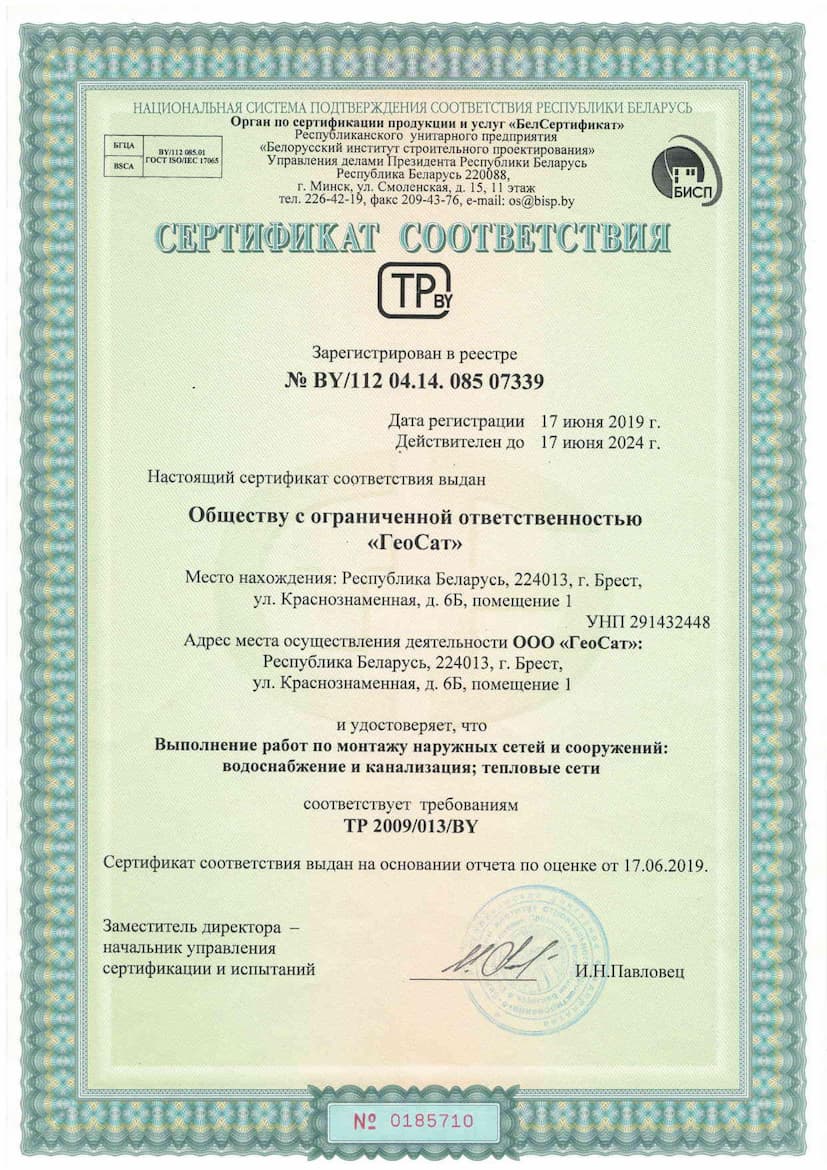 НАЦИОНАЛЬНАЯ СИСТЕМА ПОДТВЕРЖДЕНИЯ СООТВЕТСТВИЯ РЕСПУБЛИКИ БЕЛАРУСЬ
Орган по сертификации продукции и услуг «БелСертификат»
Республиканского унитарного предприятия
«Белорусский институт строительного проектирования»
Управления делами Президента Республики Беларусь
Республика Беларусь 220088,
г. Минск, ул. Смоленская, д. 15, 11 этаж
тел. 226-42-19, факс 209-43-76, e-mail: os@bisp.by
БГЦА
BSCA
BY/112 085.01
ГОСТ ISO/IEC 17065
БИСП
СЕРТИФИКАТ СООТВЕТСТВИЯ
ТР BY
Зарегистрирован в реестре
№ BY/112 04.14. 085 07339
Дата регистрации 17 июня 2019 г.
Действителен до 17 июня 2024 г.
Настоящий сертификат соответствия выдан
Обществу с ограниченной ответственностью
«ГеоСат»
Место нахождения: Республика Беларусь, 224013, г. Брест,
ул. Краснознаменная, д. 6Б, помещение 1
УНП 291432448
Адрес места осуществления деятельности ООО «ГеоСат»:
Республика Беларусь, 224013, г. Брест,
ул. Краснознаменная, д. 6Б, помещение 1
и удостоверяет, что
Выполнение работ по монтажу наружных сетей и сооружений:
водоснабжение и канализация; тепловые сети
соответствует требованиям
ТР 2009/013/BY
Сертификат соответствия выдан на основании отчета по оценке от 17.06.2019.
Заместитель директора –
начальник управления
сертификации и испытаний
И.Н.Павловец
№ 0185710